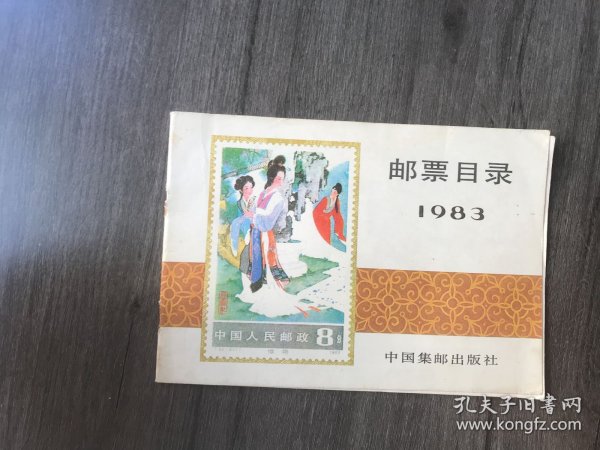 邮票目录
1983
中国人民邮政 8分
1983
中国集邮出版社
孔夫子旧书网
www.kongfz.com